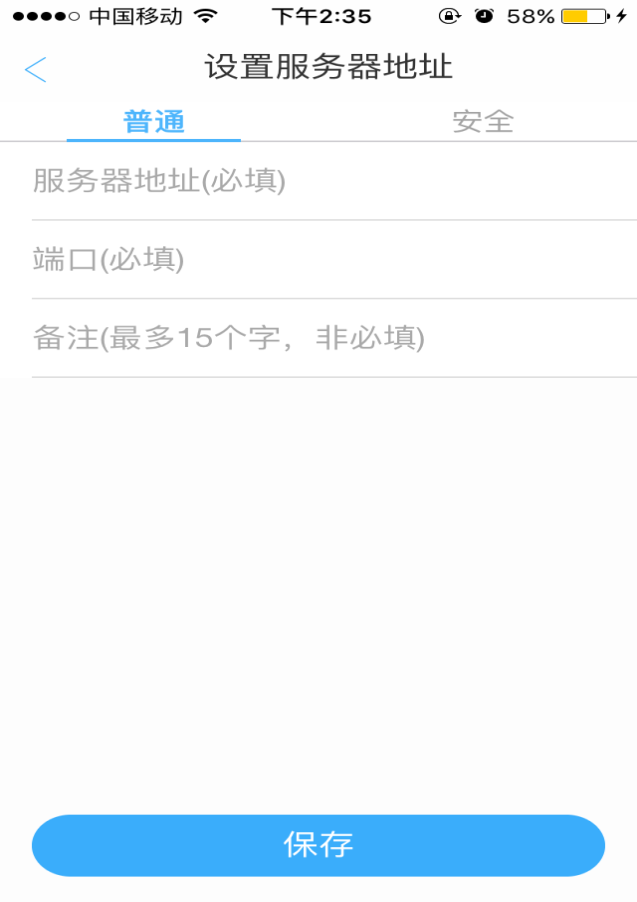 中国移动 下午2:35 58%
设置服务器地址
普通 安全
服务器地址(必填)
端口(必填)
备注(最多15个字，非必填)
保存